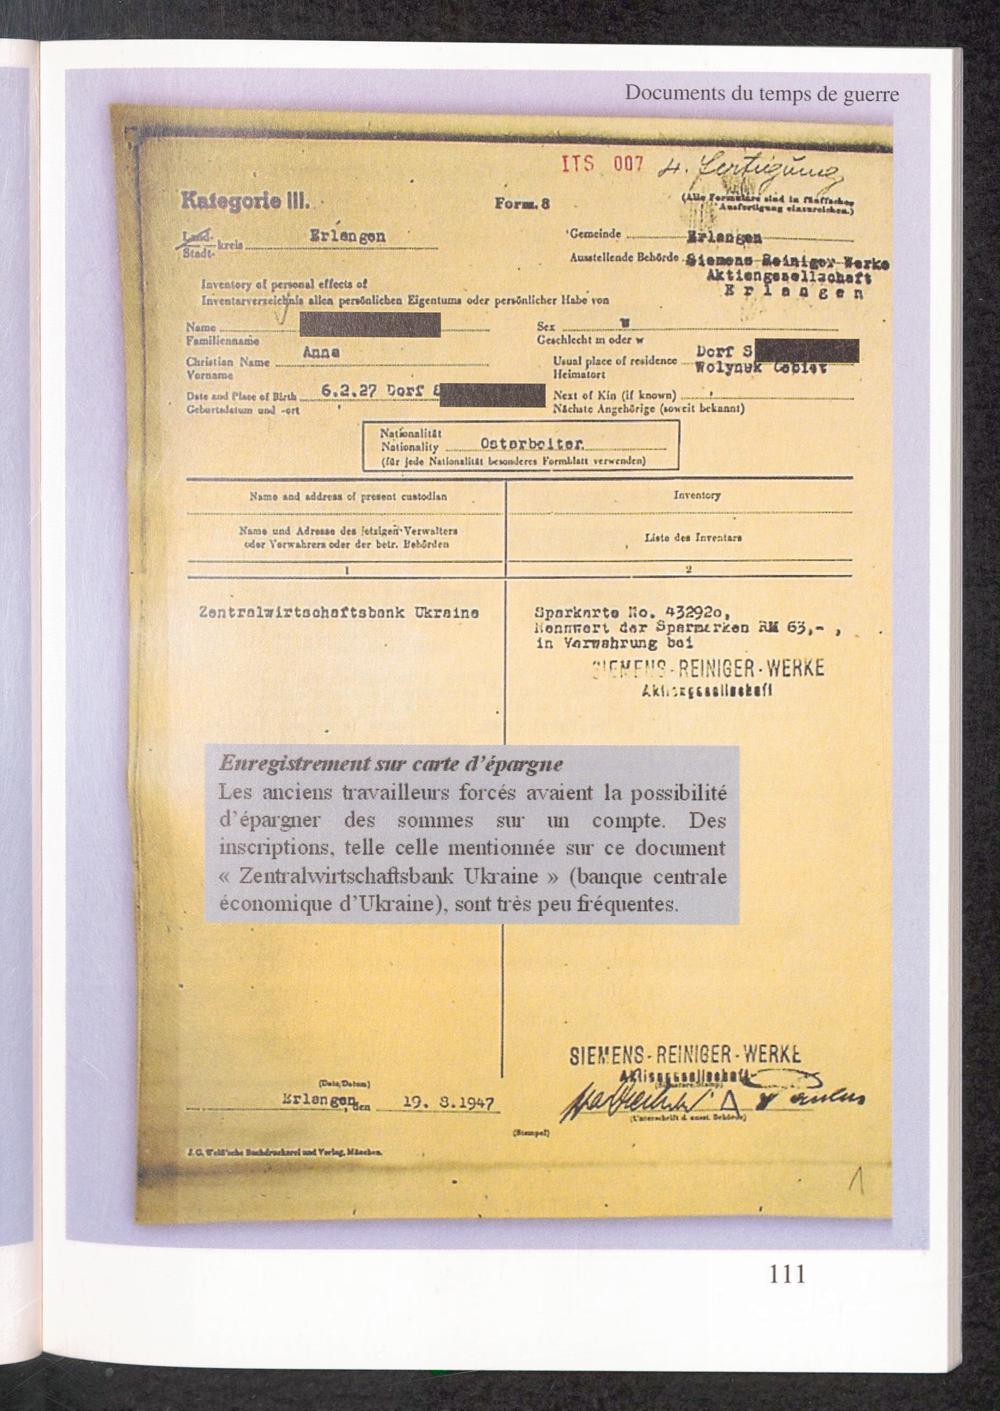 Documents du temps de guerre
ITS 007 4. Fertigung
Kategorie III.
Form. 8
(Alle Formulare sind in fünffacher
Ausfertigung einzureichen.)
Land-
Stadt-
kreis Erlangen
Gemeinde Erlangen
Ausstellende Behörde Siemens Reiniger Werke
Aktiengesellschaft
Erlangen
Inventory of personal effects of
Inventarverzeichnis allen persönlichen Eigentums oder persönlicher Habe von
Name
Familienname
Sex W
Geschlecht m oder w
Christian Name Anna
Vorname
Usual place of residence Dorf S
Heimatort Wolynsk Gebiet
Date and Place of Birth 6.2.27 Dorf
Geburtsdatum und -ort
Next of Kin (if known)
Nächste Angehörige (soweit bekannt)
Nationalität
Nationality Ostarbeiter.
(für jede Nationalität besonderes Formblatt verwenden)
Name and address of present custodian
Inventory
Name und Adresse des jetzigen Verwalters
oder Verwahrers oder der betr. Behörden
Liste des Inventars
1
2
Zentralwirtschaftsbank Ukraine
Sparkarte No. 432920,
Nennwert der Sparmarken RM 63,- ,
in Verwahrung bei
SIEMENS-REINIGER-WERKE
Aktiengesellschaft
Enregistrement sur carte d'épargne
Les anciens travailleurs forcés avaient la possibilité
d'épargner des sommes sur un compte. Des
inscriptions, telle celle mentionnée sur ce document
« Zentralwirtschaftsbank Ukraine » (banque centrale
économique d'Ukraine), sont très peu fréquentes.
SIEMENS-REINIGER-WERKE
Aktiengesellschaft
(Date/Datum)
Erlangen, den 19. 8.1947
(Unterschrift d. ausst. Behörde)
(Stempel)
J. G. Weiß'sche Buchdruckerei und Verlag, München.
1
111